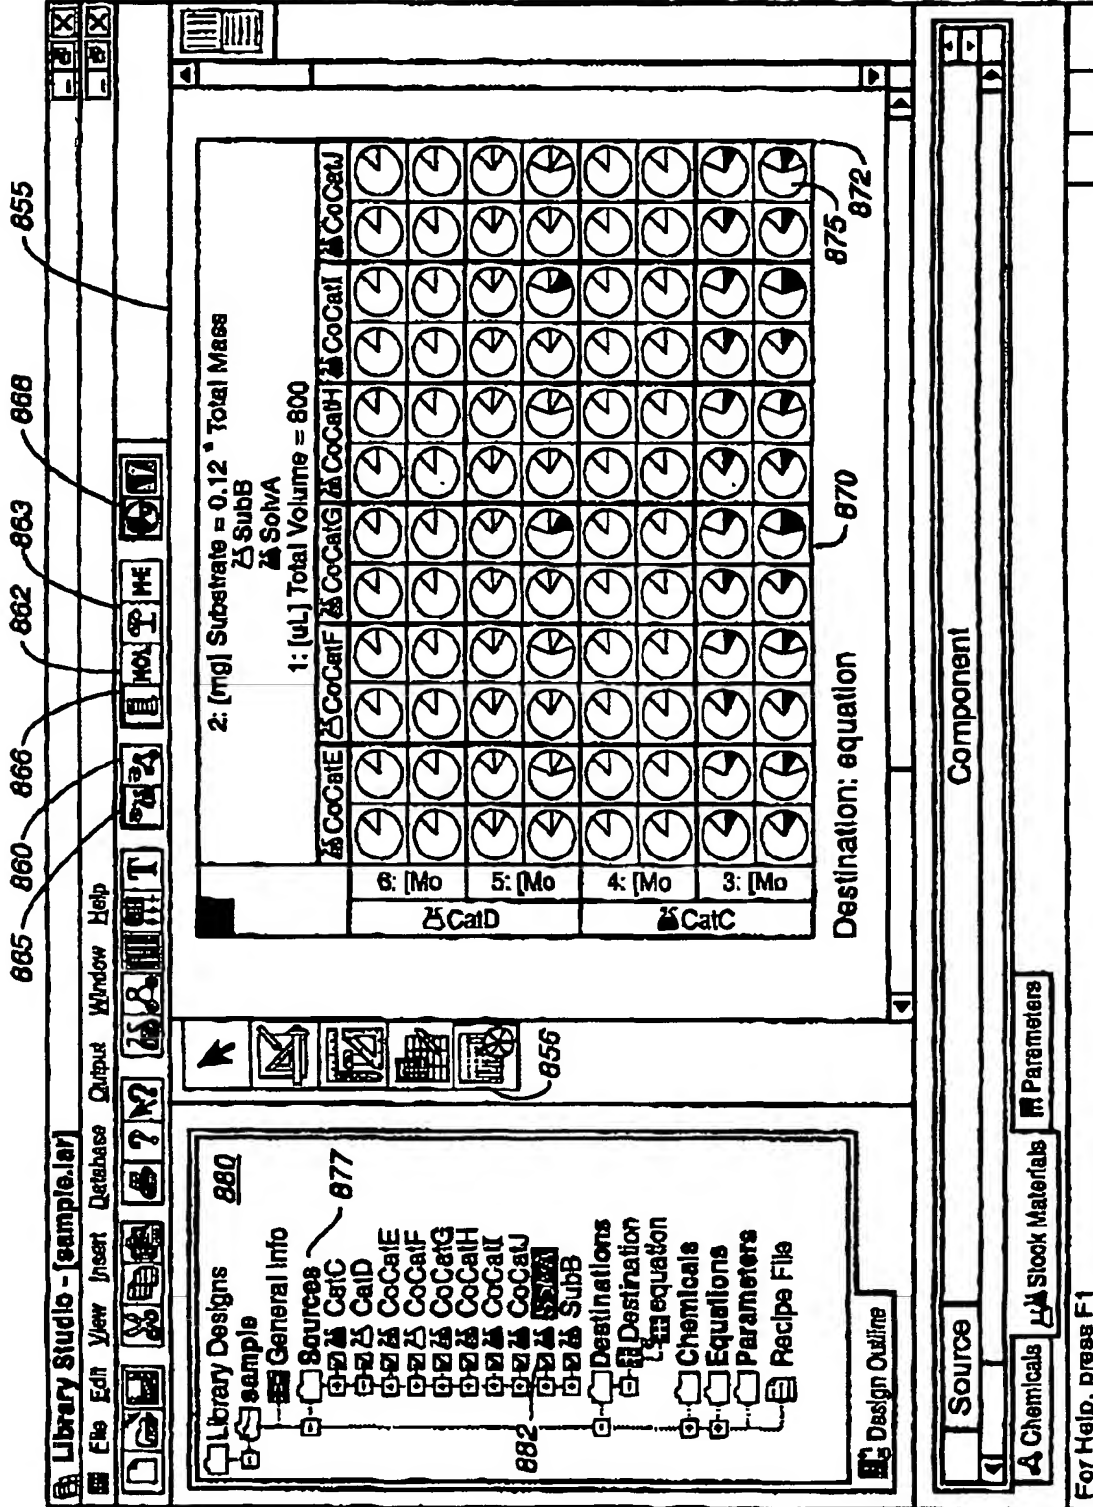 Library Studio - [sample.lar]
File Edit View Insert Database Output Window Help
865
860
866
862
863
868
855
MOL
T
Library Designs
880
sample
General Info
Sources
877
CatC
CatD
CoCatE
CoCatF
CoCatG
CoCatH
CoCatI
CoCatJ
SubB
882
Destinations
Destination
equation
Chemicals
Equations
Parameters
Recipe File
Design Outline
856
2: [mg] Substrate = 0.12 * Total Mass
SubB
SolvA
1: [uL] Total Volume = 800
CoCatE CoCatF CoCatG CoCatH CoCatI CoCatJ
CatD
6: [Mo
5: [Mo
CatC
4: [Mo
3: [Mo
875
872
870
Destination: equation
Source Component
Chemicals Stock Materials Parameters
For Help, press F1